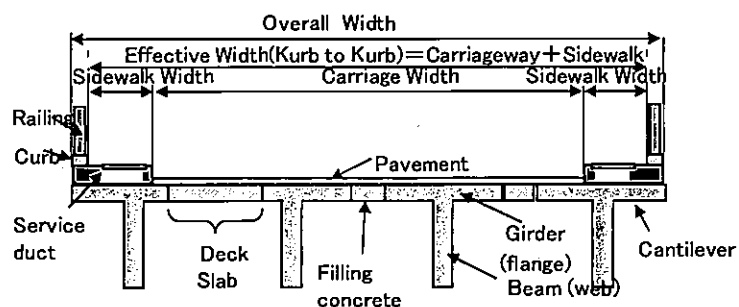 Overall Width
Effective Width(Kurb to Kurb)=Carriageway+Sidewalk
Sidewalk Width
Carriage Width
Sidewalk Width
Railing
Curb
Pavement
Service
duct
Deck
Slab
Filling
concrete
Girder
(flange)
Beam(web)
Cantilever